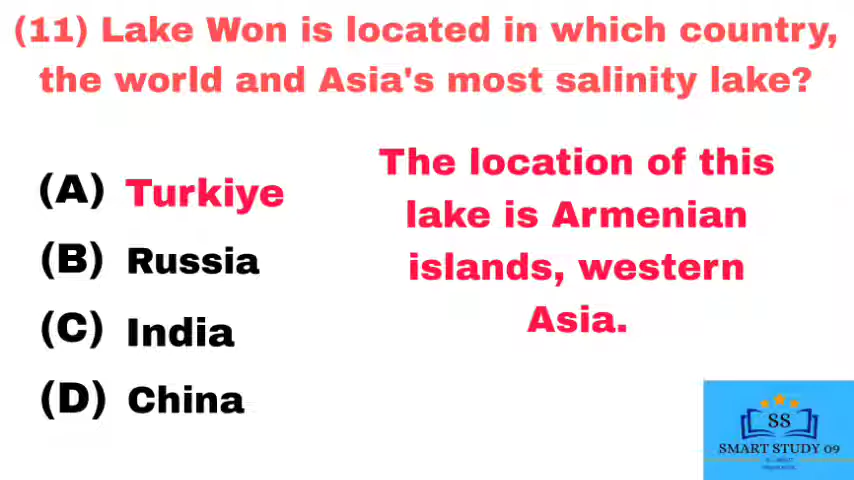 (11) Lake Won is located in which country,
the world and Asia's most salinity lake?
(A) Turkiye
(B) Russia
(C) India
(D) China
The location of this
lake is Armenian
islands, western
Asia.
SS
SMART STUDY 09